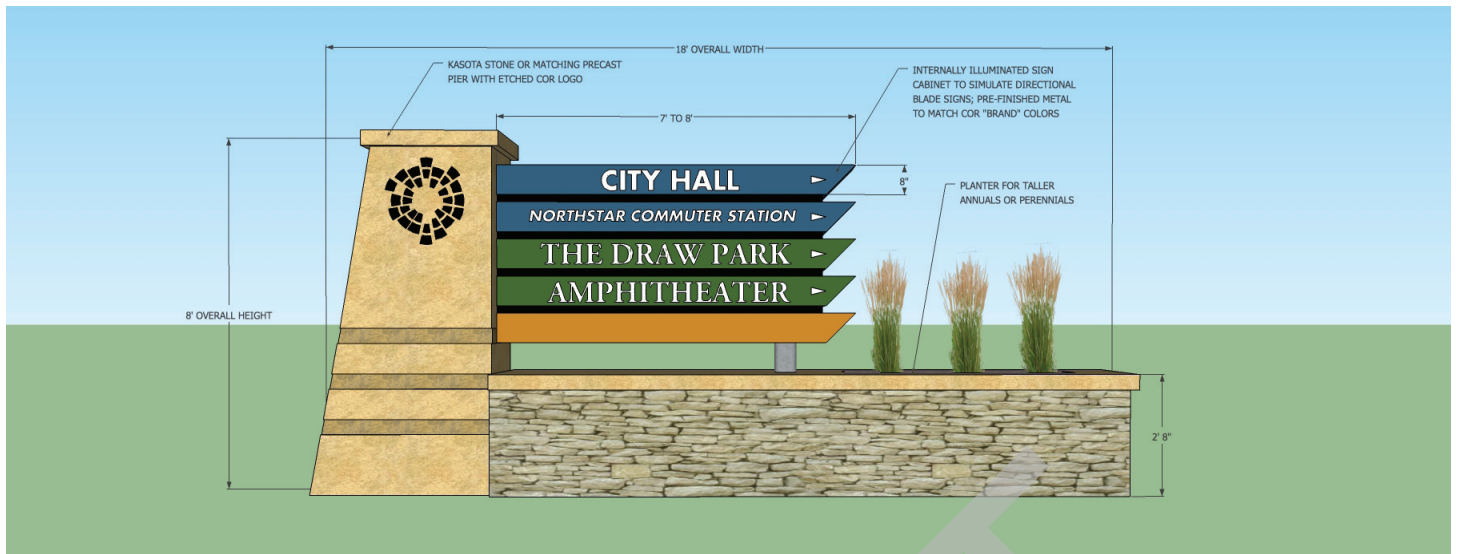 18' OVERALL WIDTH
KASOTA STONE OR MATCHING PRECAST
PIER WITH ETCHED COR LOGO
INTERNALLY ILLUMINATED SIGN
CABINET TO SIMULATE DIRECTIONAL
BLADE SIGNS; PRE-FINISHED METAL
TO MATCH COR "BRAND" COLORS
7' TO 8'
CITY HALL
8"
PLANTER FOR TALLER
ANNUALS OR PERENNIALS
NORTHSTAR COMMUTER STATION
THE DRAW PARK
AMPHITHEATER
8' OVERALL HEIGHT
2' 8"